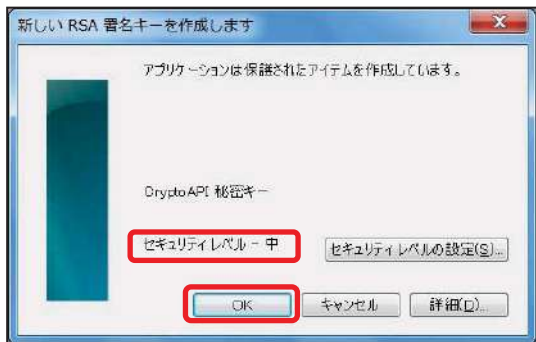 新しい RSA 署名キーを作成します
アプリケーションは保護されたアイテムを作成しています。
CryptoAPI 秘密キー
セキュリティ レベル - 中
セキュリティ レベルの設定(S)...
OK
キャンセル
詳細(D)...